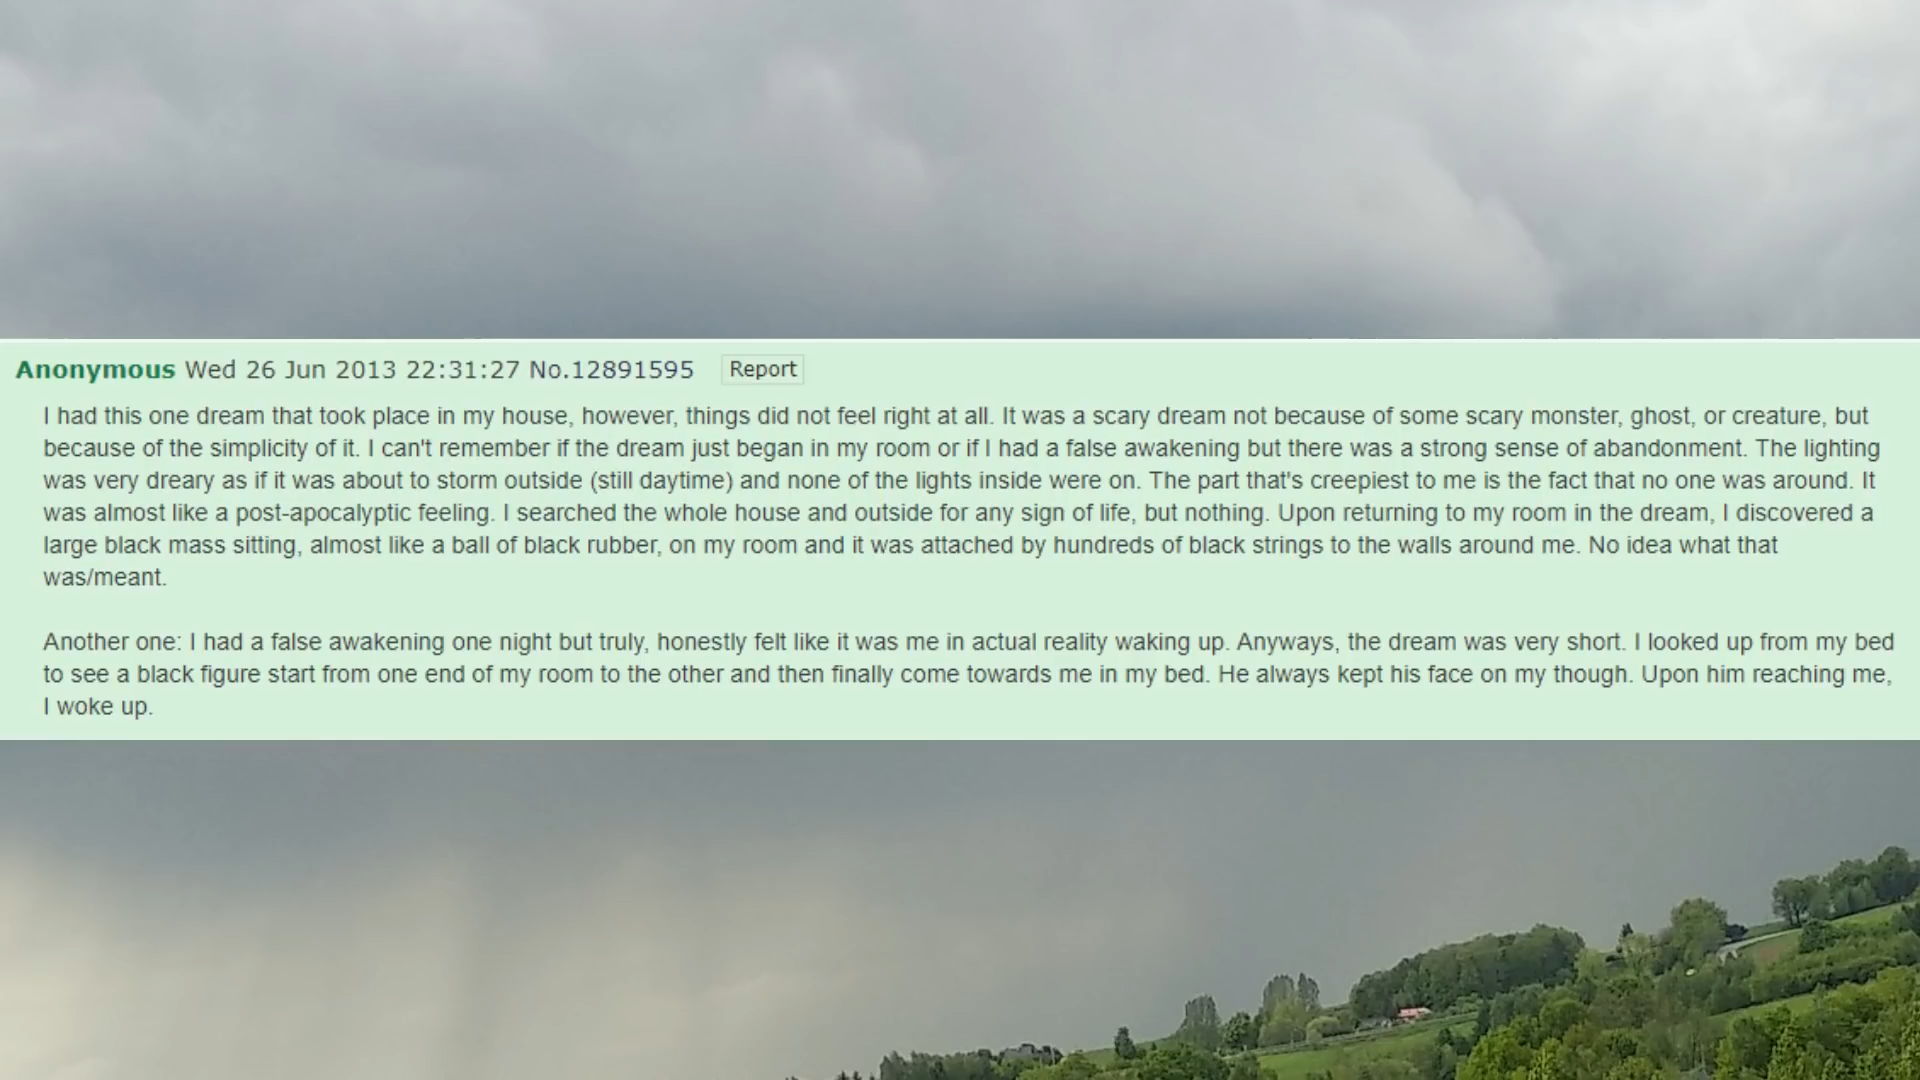 Anonymous Wed 26 Jun 2013 22:31:27 No.12891595 Report
I had this one dream that took place in my house, however, things did not feel right at all. It was a scary dream not because of some scary monster, ghost, or creature, but
because of the simplicity of it. I can't remember if the dream just began in my room or if I had a false awakening but there was a strong sense of abandonment. The lighting
was very dreary as if it was about to storm outside (still daytime) and none of the lights inside were on. The part that's creepiest to me is the fact that no one was around. It
was almost like a post-apocalyptic feeling. I searched the whole house and outside for any sign of life, but nothing. Upon returning to my room in the dream, I discovered a
large black mass sitting, almost like a ball of black rubber, on my room and it was attached by hundreds of black strings to the walls around me. No idea what that
was/meant.
Another one: I had a false awakening one night but truly, honestly felt like it was me in actual reality waking up. Anyways, the dream was very short. I looked up from my bed
to see a black figure start from one end of my room to the other and then finally come towards me in my bed. He always kept his face on my though. Upon him reaching me,
I woke up.